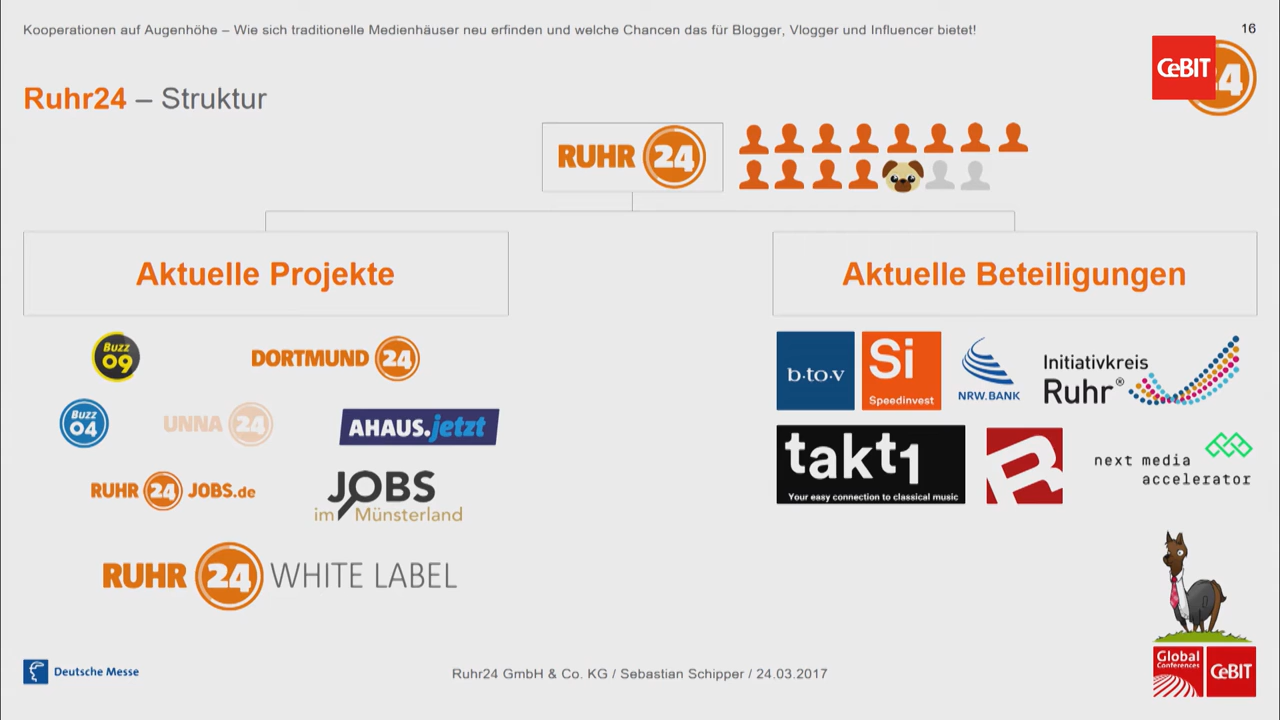 Kooperationen auf Augenhöhe – Wie sich traditionelle Medienhäuser neu erfinden und welche Chancen das für Blogger, Vlogger und Influencer bietet!
16
CeBIT
24
Ruhr24 – Struktur
RUHR 24
Aktuelle Projekte
Aktuelle Beteiligungen
BUZZ 09
DORTMUND 24
BUZZ 04
UNNA 24
AHAUS.jetzt
RUHR 24 JOBS.de
JOBS
im Münsterland
RUHR 24 WHITE LABEL
b·to·v
Si
Speedinvest
NRW.BANK
Initiativkreis
Ruhr®
takt1
Your easy connection to classical music
R
next media
accelerator
Deutsche Messe
Ruhr24 GmbH & Co. KG / Sebastian Schipper / 24.03.2017
Global
Conferences
CeBIT